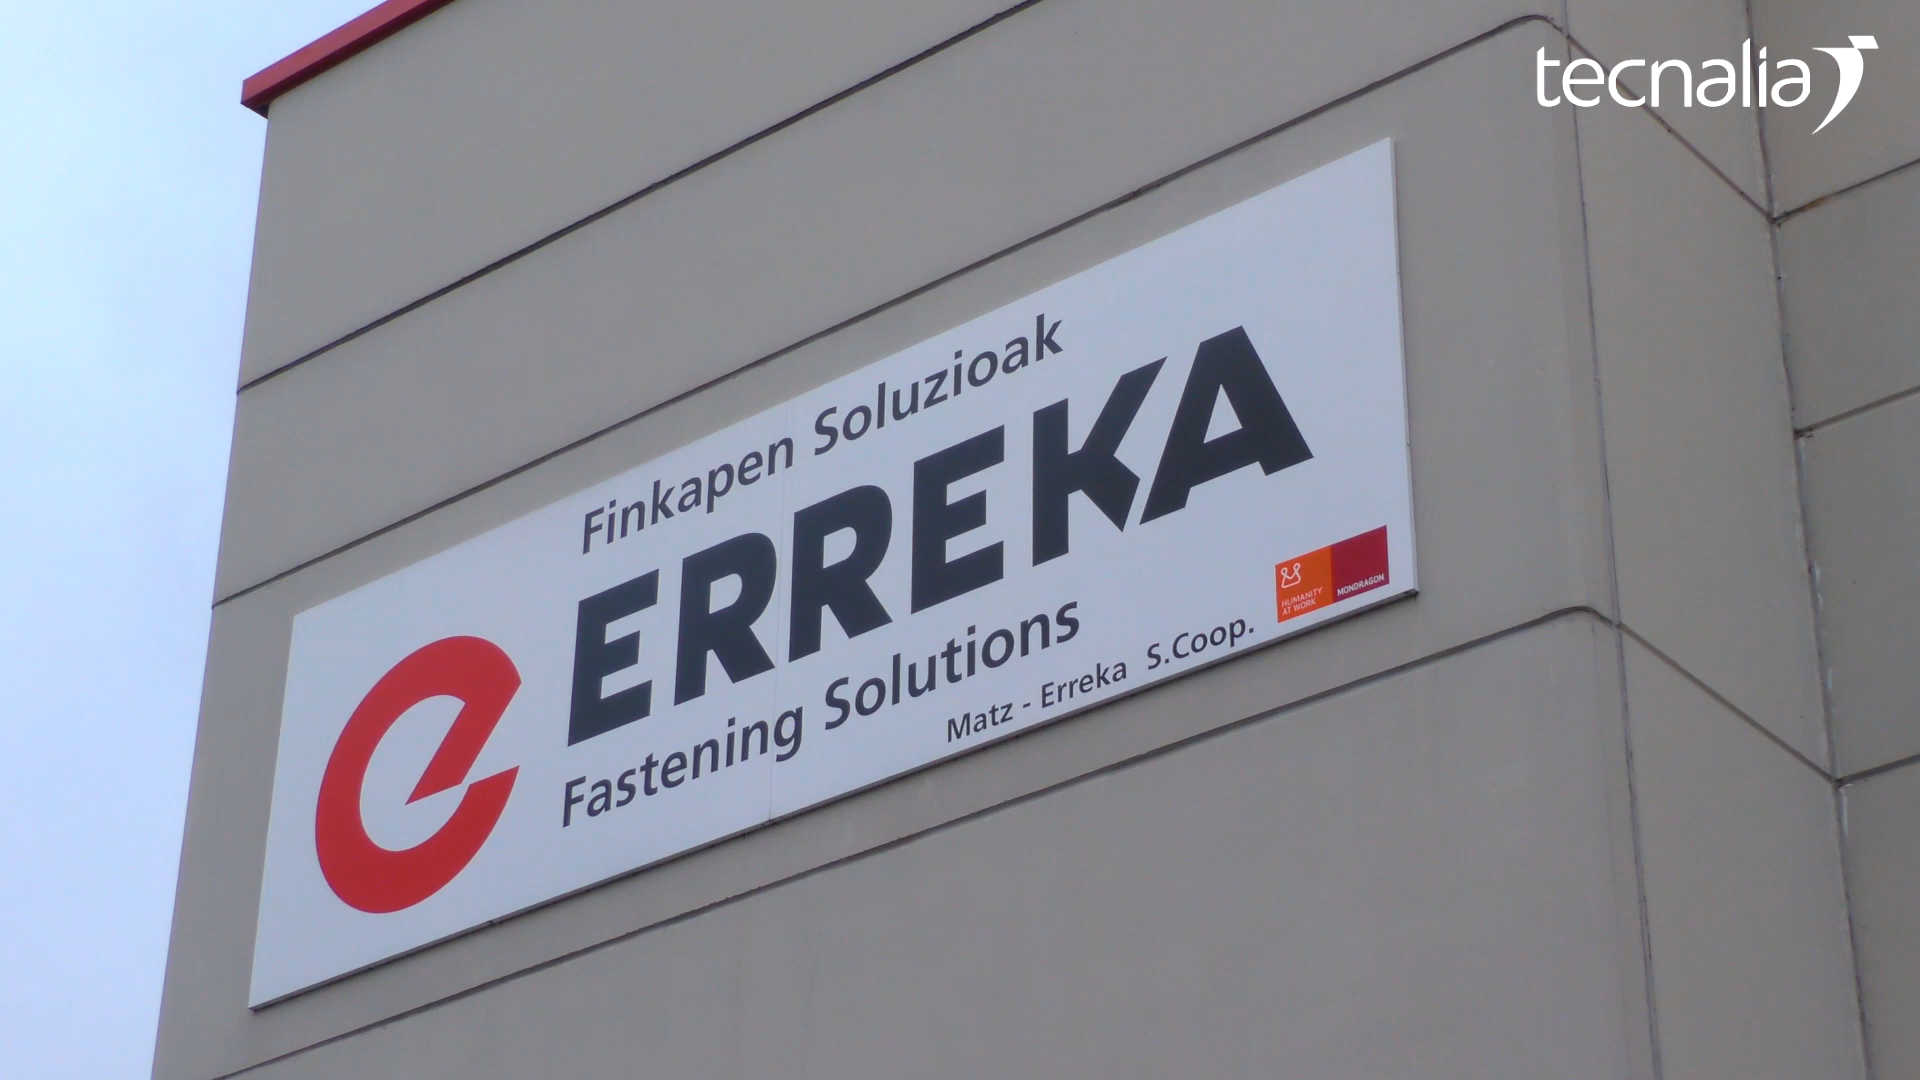 tecnalia
Finkapen Soluzioak
ERREKA
Fastening Solutions
Matz - Erreka S.Coop.
HUMANITY
AT WORK
MONDRAGON